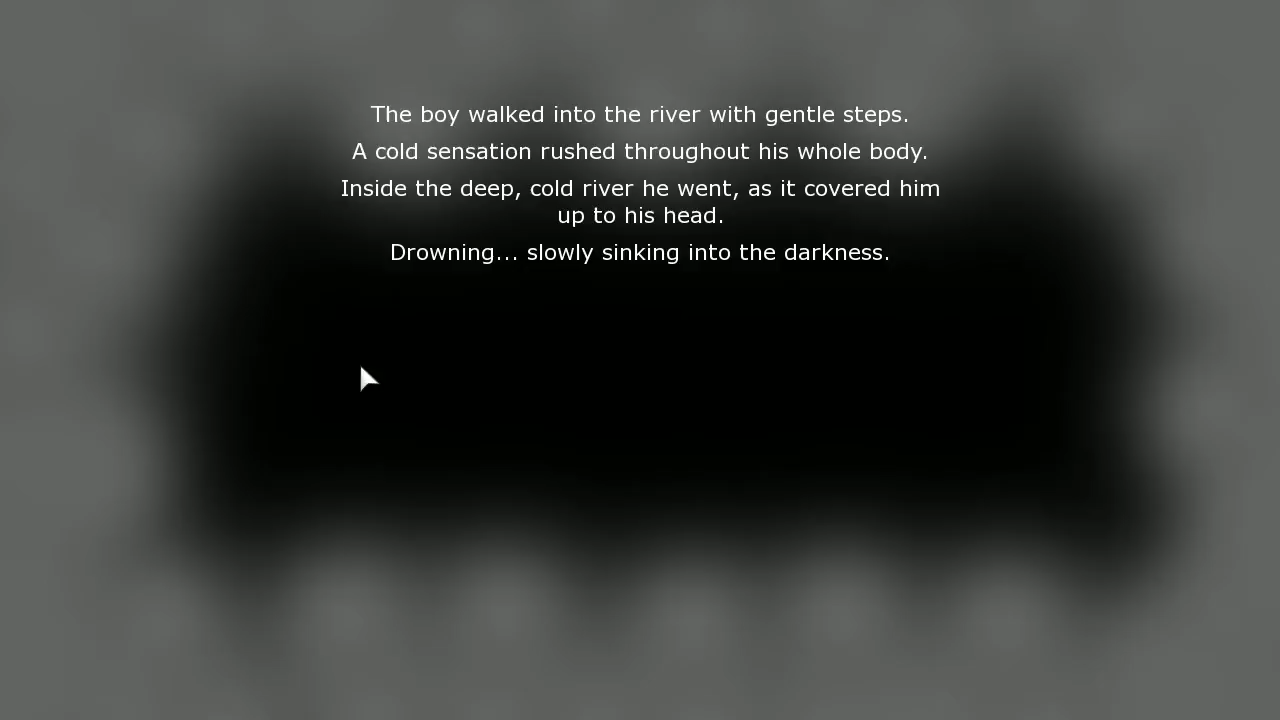 The boy walked into the river with gentle steps.
A cold sensation rushed throughout his whole body.
Inside the deep, cold river he went, as it covered him
up to his head.
Drowning... slowly sinking into the darkness.